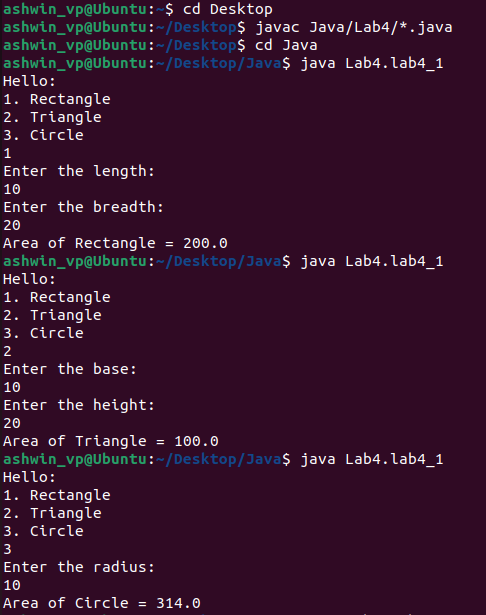 ashwin_vp@Ubuntu:~$ cd Desktop
ashwin_vp@Ubuntu:~/Desktop$ javac Java/Lab4/*.java
ashwin_vp@Ubuntu:~/Desktop$ cd Java
ashwin_vp@Ubuntu:~/Desktop/Java$ java Lab4.lab4_1
Hello:
1. Rectangle
2. Triangle
3. Circle
1
Enter the length:
10
Enter the breadth:
20
Area of Rectangle = 200.0
ashwin_vp@Ubuntu:~/Desktop/Java$ java Lab4.lab4_1
Hello:
1. Rectangle
2. Triangle
3. Circle
2
Enter the base:
10
Enter the height:
20
Area of Triangle = 100.0
ashwin_vp@Ubuntu:~/Desktop/Java$ java Lab4.lab4_1
Hello:
1. Rectangle
2. Triangle
3. Circle
3
Enter the radius:
10
Area of Circle = 314.0